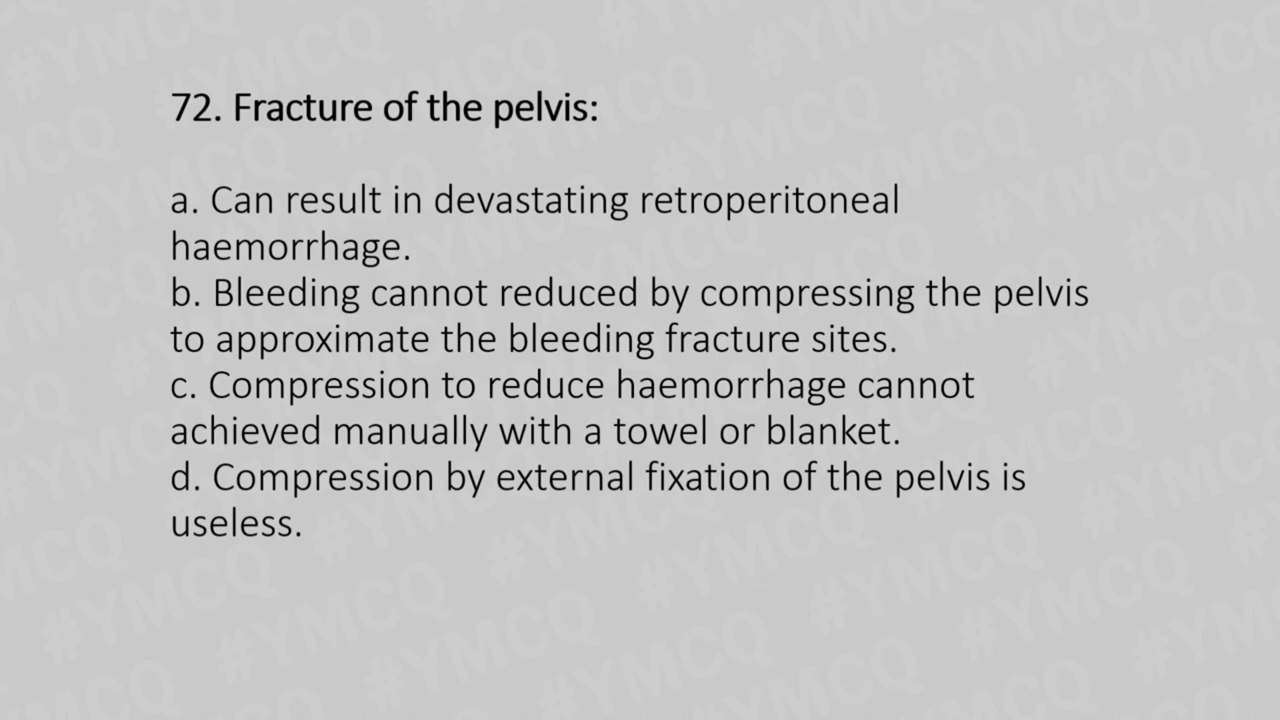 72. Fracture of the pelvis:
a. Can result in devastating retroperitoneal
haemorrhage.
b. Bleeding cannot reduced by compressing the pelvis
to approximate the bleeding fracture sites.
c. Compression to reduce haemorrhage cannot
achieved manually with a towel or blanket.
d. Compression by external fixation of the pelvis is
useless.
#YMCQ